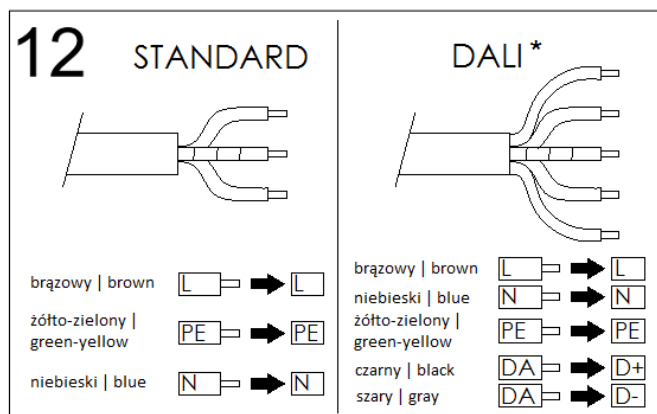 12 STANDARD
brązowy | brown L L
żółto-zielony |
green-yellow PE PE
niebieski | blue N N
DALI*
brązowy | brown L L
niebieski | blue N N
żółto-zielony |
green-yellow PE PE
czarny | black DA D+
szary | gray DA D-